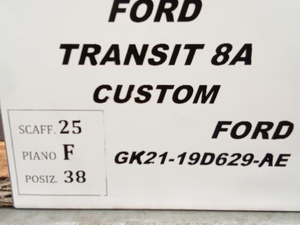 FORD
TRANSIT 8A
CUSTOM
FORD
GK21-19D629-AE
SCAFF. 25
PIANO F
POSIZ. 38